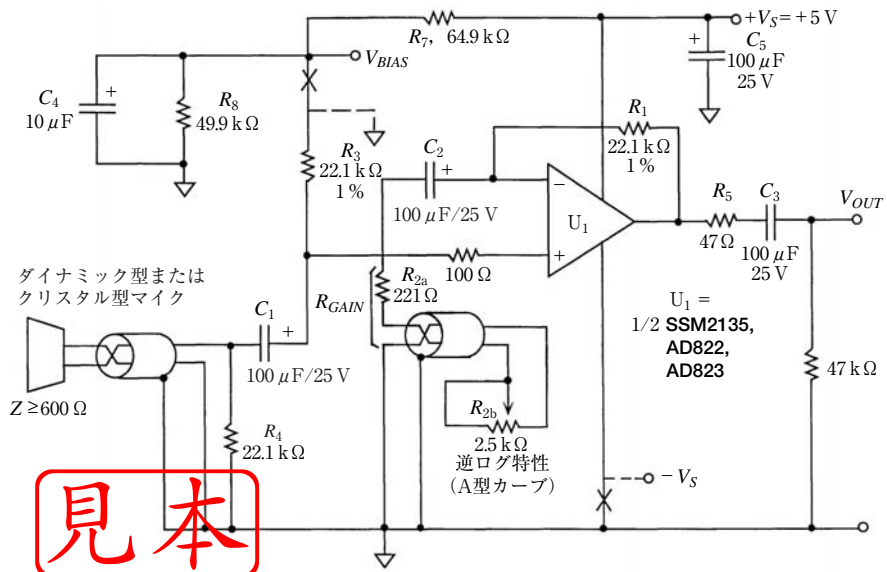 R7, 64.9 kΩ
+VS=+5 V
VBIAS
C5
100 μF
25 V
C4
10 μF
R8
49.9 kΩ
R1
22.1 kΩ
1 %
R3
22.1 kΩ
1 %
C2
100 μF/25 V
U1
R5
47 Ω
C3
100 μF
25 V
VOUT
100 Ω
ダイナミック型または
クリスタル型マイク
C1
100 μF/25 V
RGAIN
R2a
221 Ω
U1 =
1/2 SSM2135,
AD822,
AD823
Z ≥600 Ω
R4
22.1 kΩ
R2b
2.5 kΩ
逆ログ特性
(A型カーブ)
47 kΩ
−VS
見本